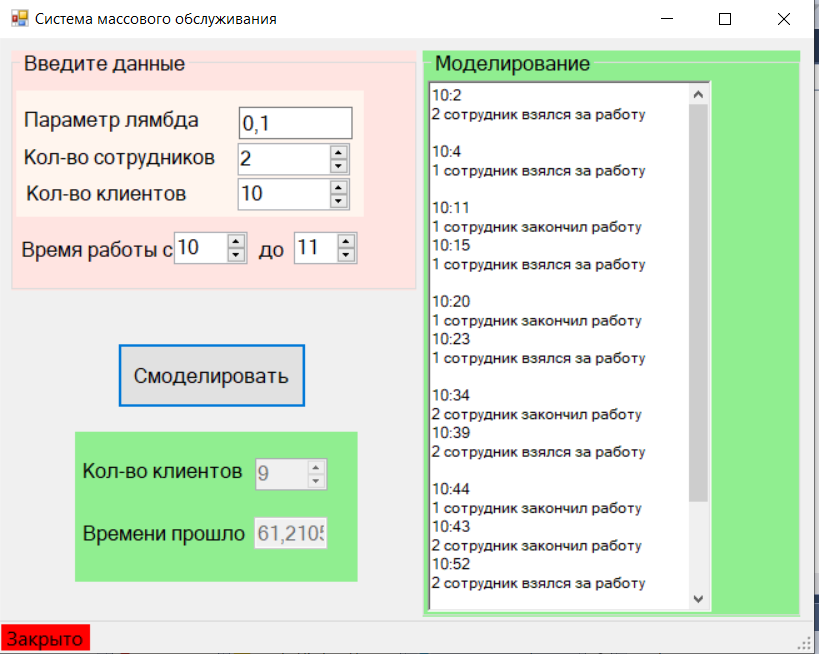 Система массового обслуживания
Введите данные
Параметр лямбда 0,1
Кол-во сотрудников 2
Кол-во клиентов 10
Время работы с 10 до 11
Смоделировать
Кол-во клиентов 9
Времени прошло 61,2105
Закрыто
Моделирование
10:2
2 сотрудник взялся за работу
10:4
1 сотрудник взялся за работу
10:11
1 сотрудник закончил работу
10:15
1 сотрудник взялся за работу
10:20
1 сотрудник закончил работу
10:23
1 сотрудник взялся за работу
10:34
2 сотрудник закончил работу
10:39
2 сотрудник взялся за работу
10:44
1 сотрудник закончил работу
10:43
2 сотрудник закончил работу
10:52
2 сотрудник взялся за работу